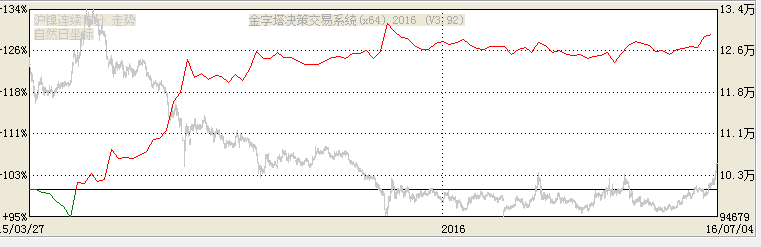 134% 沪镍连续 分) 走势 金字塔决策交易系统(x64) 2016 (V3.92) 13.4万
自然日坐标
+126% 12.6万
+118% 11.8万
+111% 11.1万
+103% 10.3万
+95% 94679
15/03/27 2016 16/07/04